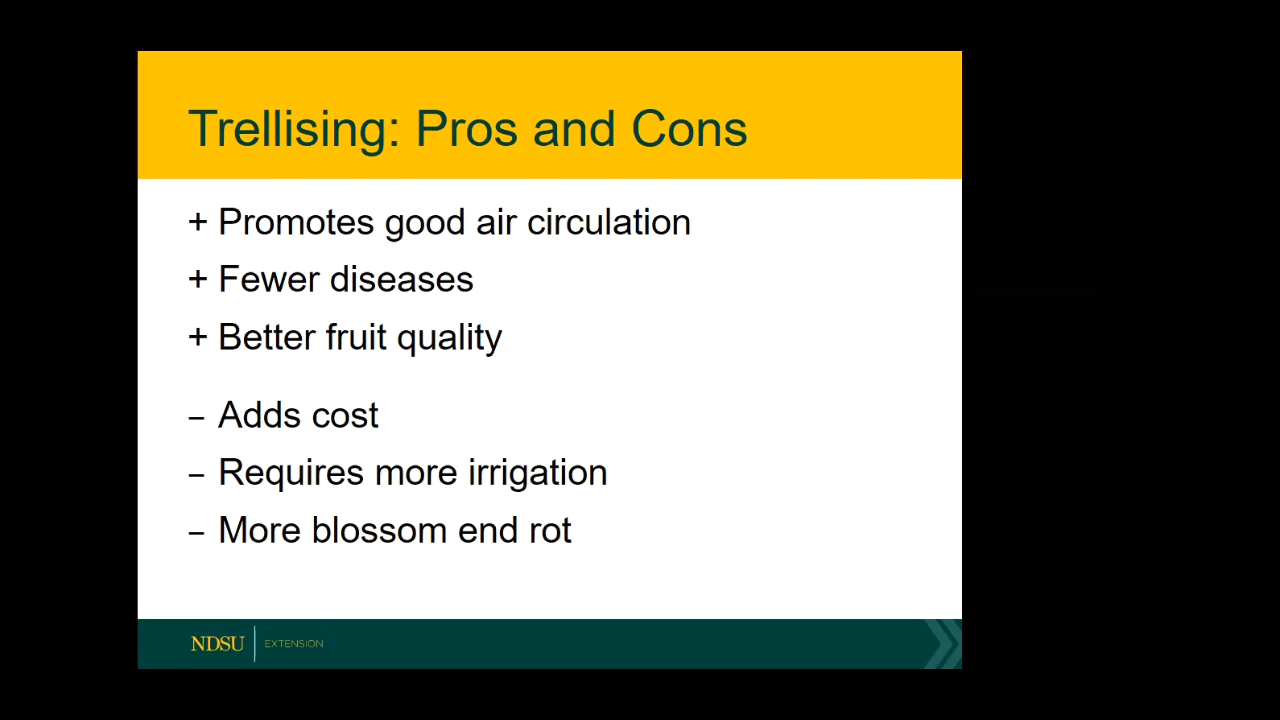 Trellising: Pros and Cons
+ Promotes good air circulation
+ Fewer diseases
+ Better fruit quality
– Adds cost
– Requires more irrigation
– More blossom end rot
NDSU EXTENSION